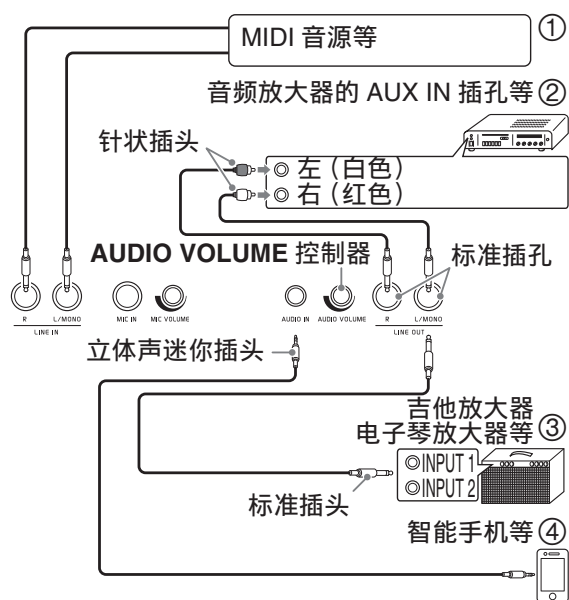 MIDI 音源等 ①
音频放大器的 AUX IN 插孔等 ②
针状插头
左（白色）
右（红色）
AUDIO VOLUME 控制器
标准插孔
R L/MONO MIC IN MIC VOLUME AUDIO IN AUDIO VOLUME R L/MONO
LINE IN LINE OUT
立体声迷你插头
吉他放大器
电子琴放大器等 ③
INPUT 1
INPUT 2
标准插头
智能手机等 ④